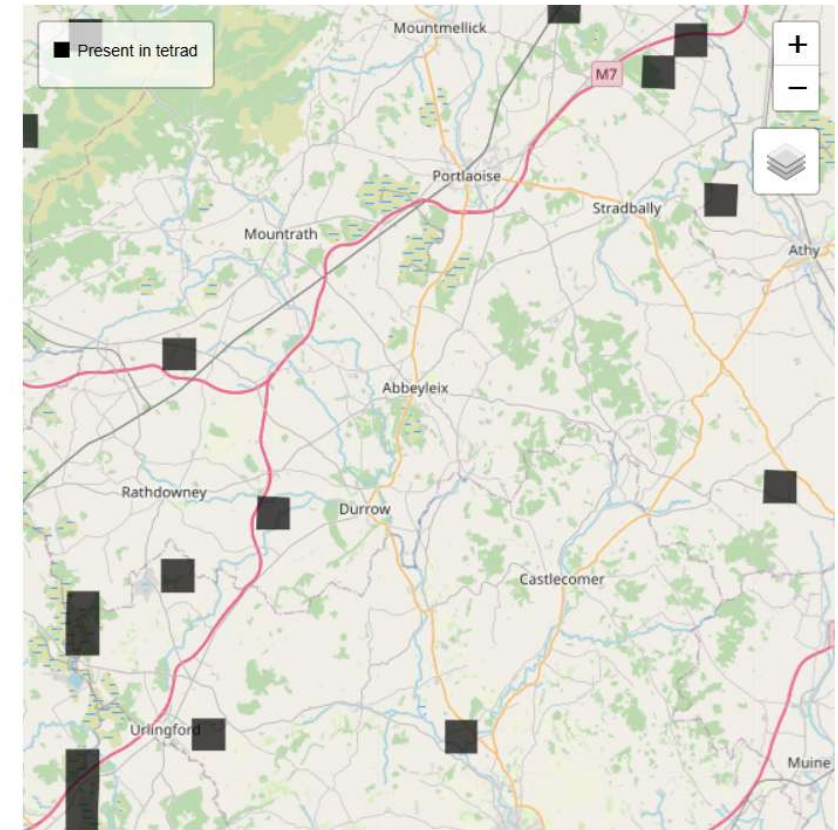 Mountmellick
Present in tetrad
+
M7
−
Portlaoise
Stradbally
Mountrath
Athy
Abbeyleix
Rathdowney
Durrow
Castlecomer
Urlingford
Muine